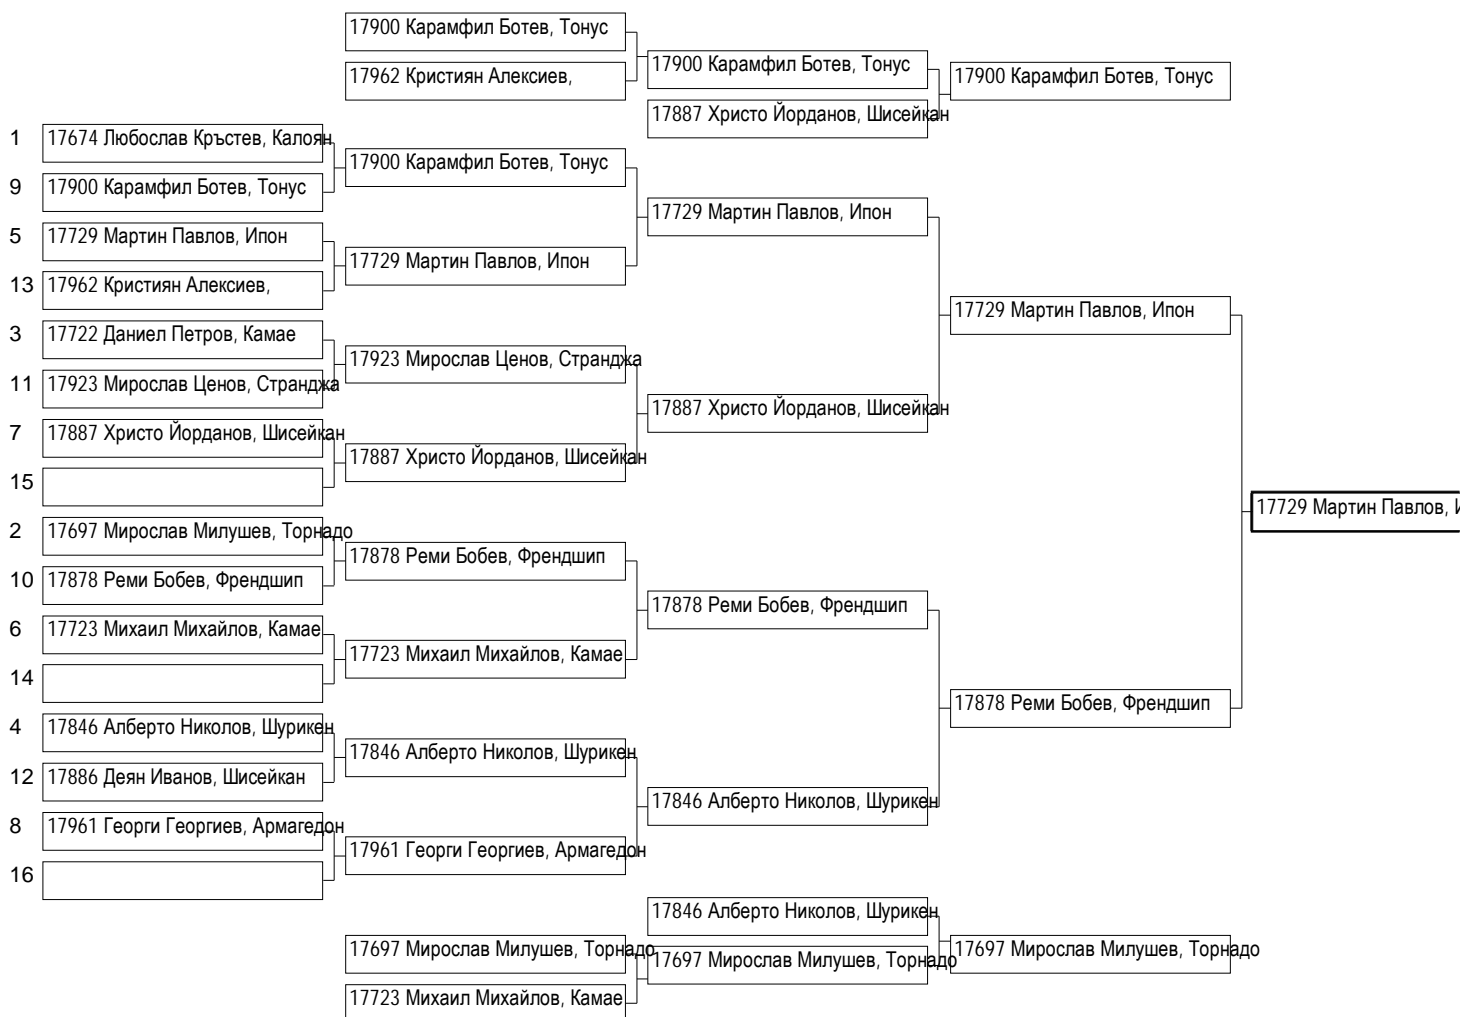 17900 Карамфил Ботев, Тонус
17962 Кристиян Алексиев,
17900 Карамфил Ботев, Тонус
17887 Христо Йорданов, Шисейкан
17900 Карамфил Ботев, Тонус
1 17674 Любослав Кръстев, Калоян
9 17900 Карамфил Ботев, Тонус
5 17729 Мартин Павлов, Ипон
13 17962 Кристиян Алексиев,
3 17722 Даниел Петров, Камае
11 17923 Мирослав Ценов, Странджа
7 17887 Христо Йорданов, Шисейкан
15
2 17697 Мирослав Милушев, Торнадо
10 17878 Реми Бобев, Френдшип
6 17723 Михаил Михайлов, Камае
14
4 17846 Алберто Николов, Шурикен
12 17886 Деян Иванов, Шисейкан
8 17961 Георги Георгиев, Армагедон
16
17900 Карамфил Ботев, Тонус
17729 Мартин Павлов, Ипон
17923 Мирослав Ценов, Странджа
17887 Христо Йорданов, Шисейкан
17878 Реми Бобев, Френдшип
17723 Михаил Михайлов, Камае
17846 Алберто Николов, Шурикен
17961 Георги Георгиев, Армагедон
17729 Мартин Павлов, Ипон
17887 Христо Йорданов, Шисейкан
17878 Реми Бобев, Френдшип
17846 Алберто Николов, Шурикен
17729 Мартин Павлов, Ипон
17878 Реми Бобев, Френдшип
17729 Мартин Павлов,
17697 Мирослав Милушев, Торнадо
17723 Михаил Михайлов, Камае
17846 Алберто Николов, Шурикен
17697 Мирослав Милушев, Торнадо
17697 Мирослав Милушев, Торнадо